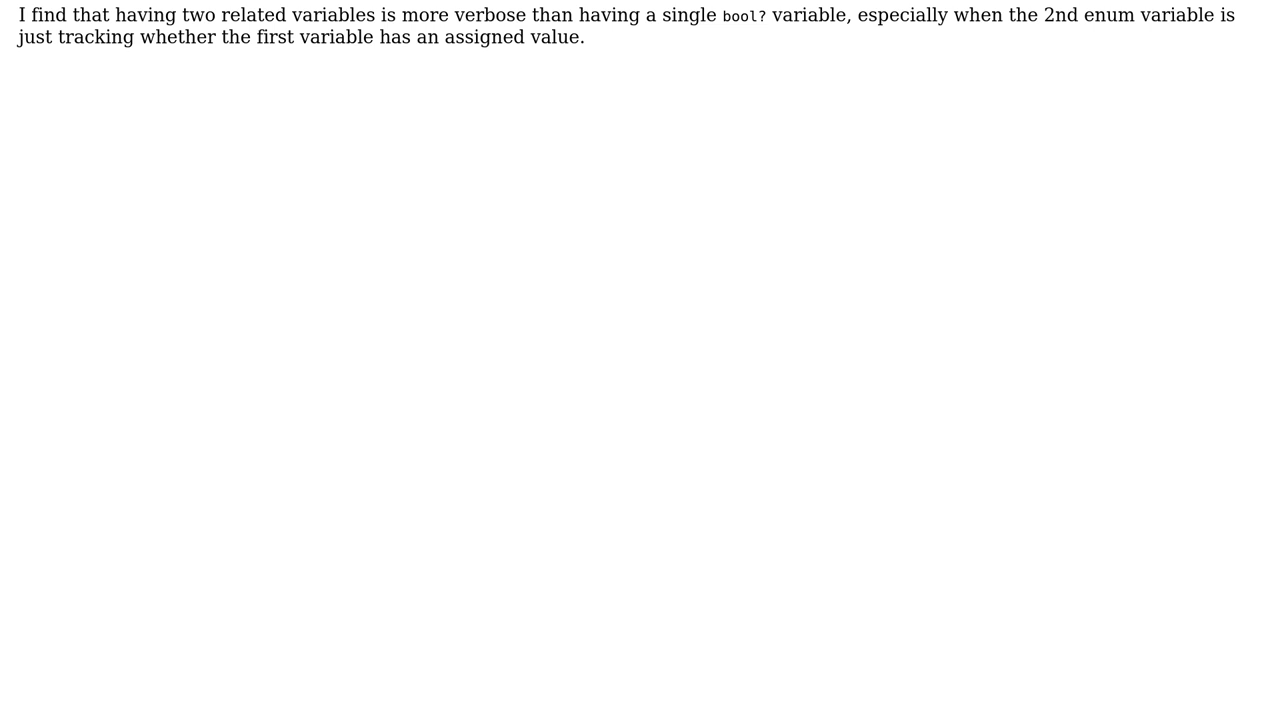 I find that having two related variables is more verbose than having a single bool? variable, especially when the 2nd enum variable is
just tracking whether the first variable has an assigned value.